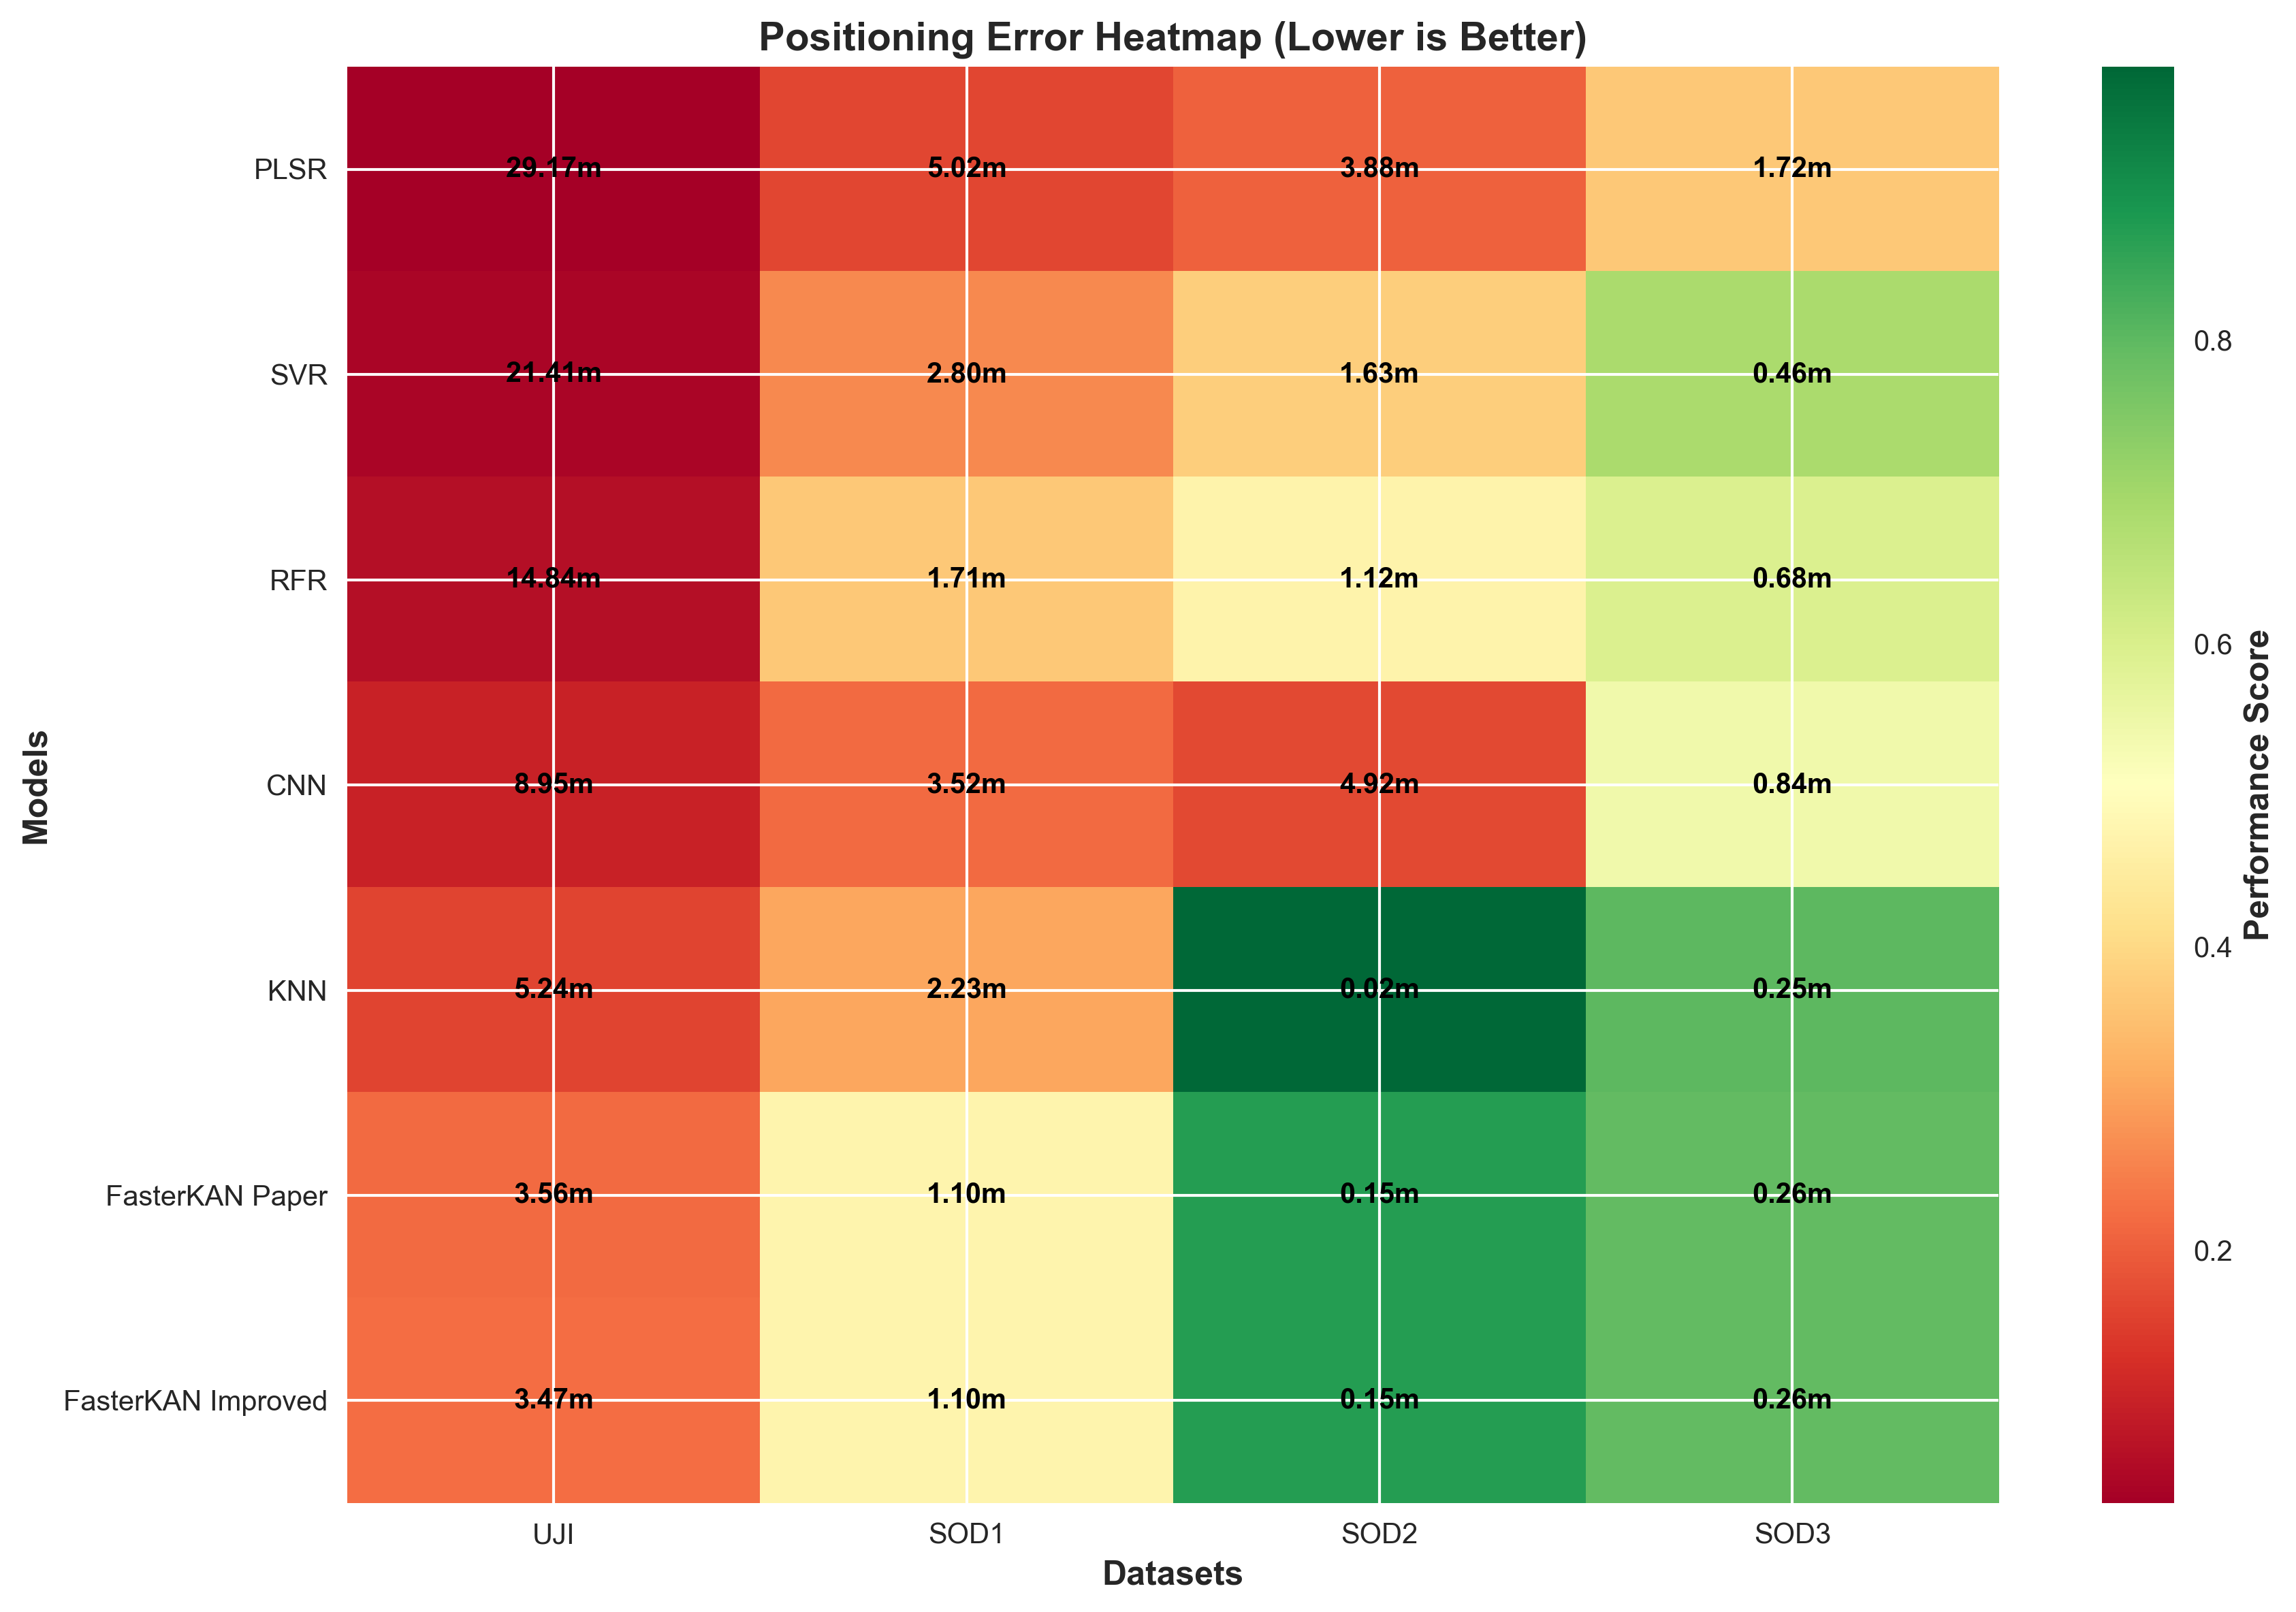 Positioning Error Heatmap (Lower is Better)
PLSR 29.17m 5.02m 3.88m 1.72m
SVR 21.41m 2.80m 1.63m 0.46m
RFR 14.84m 1.71m 1.12m 0.68m
CNN 8.95m 3.52m 4.92m 0.84m
KNN 5.24m 2.23m 0.02m 0.25m
FasterKAN Paper 3.56m 1.10m 0.15m 0.26m
FasterKAN Improved 3.47m 1.10m 0.15m 0.26m
UJI SOD1 SOD2 SOD3
Datasets
Models
0.8
0.6
0.4
0.2
Performance Score